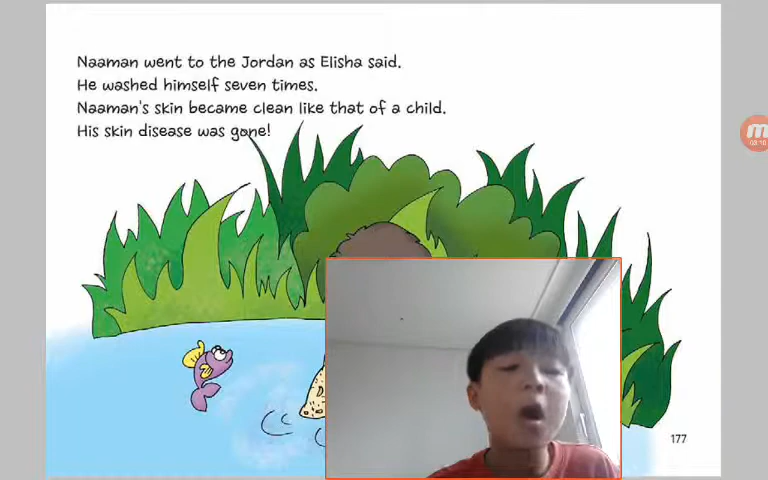 Naaman went to the Jordan as Elisha said.
He washed himself seven times.
Naaman's skin became clean like that of a child.
His skin disease was gone!
177